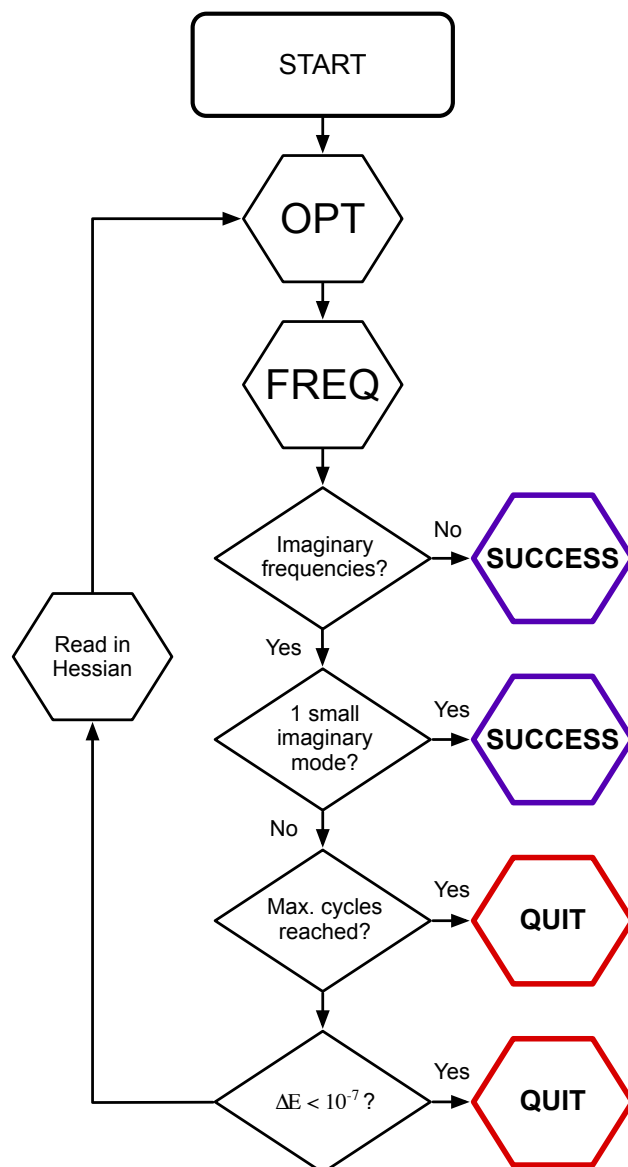 START
OPT
FREQ
Imaginary
frequencies?
No
SUCCESS
Yes
Read in
Hessian
1 small
imaginary
mode?
Yes
SUCCESS
No
Max. cycles
reached?
Yes
QUIT
ΔE < 10⁻⁷ ?
Yes
QUIT